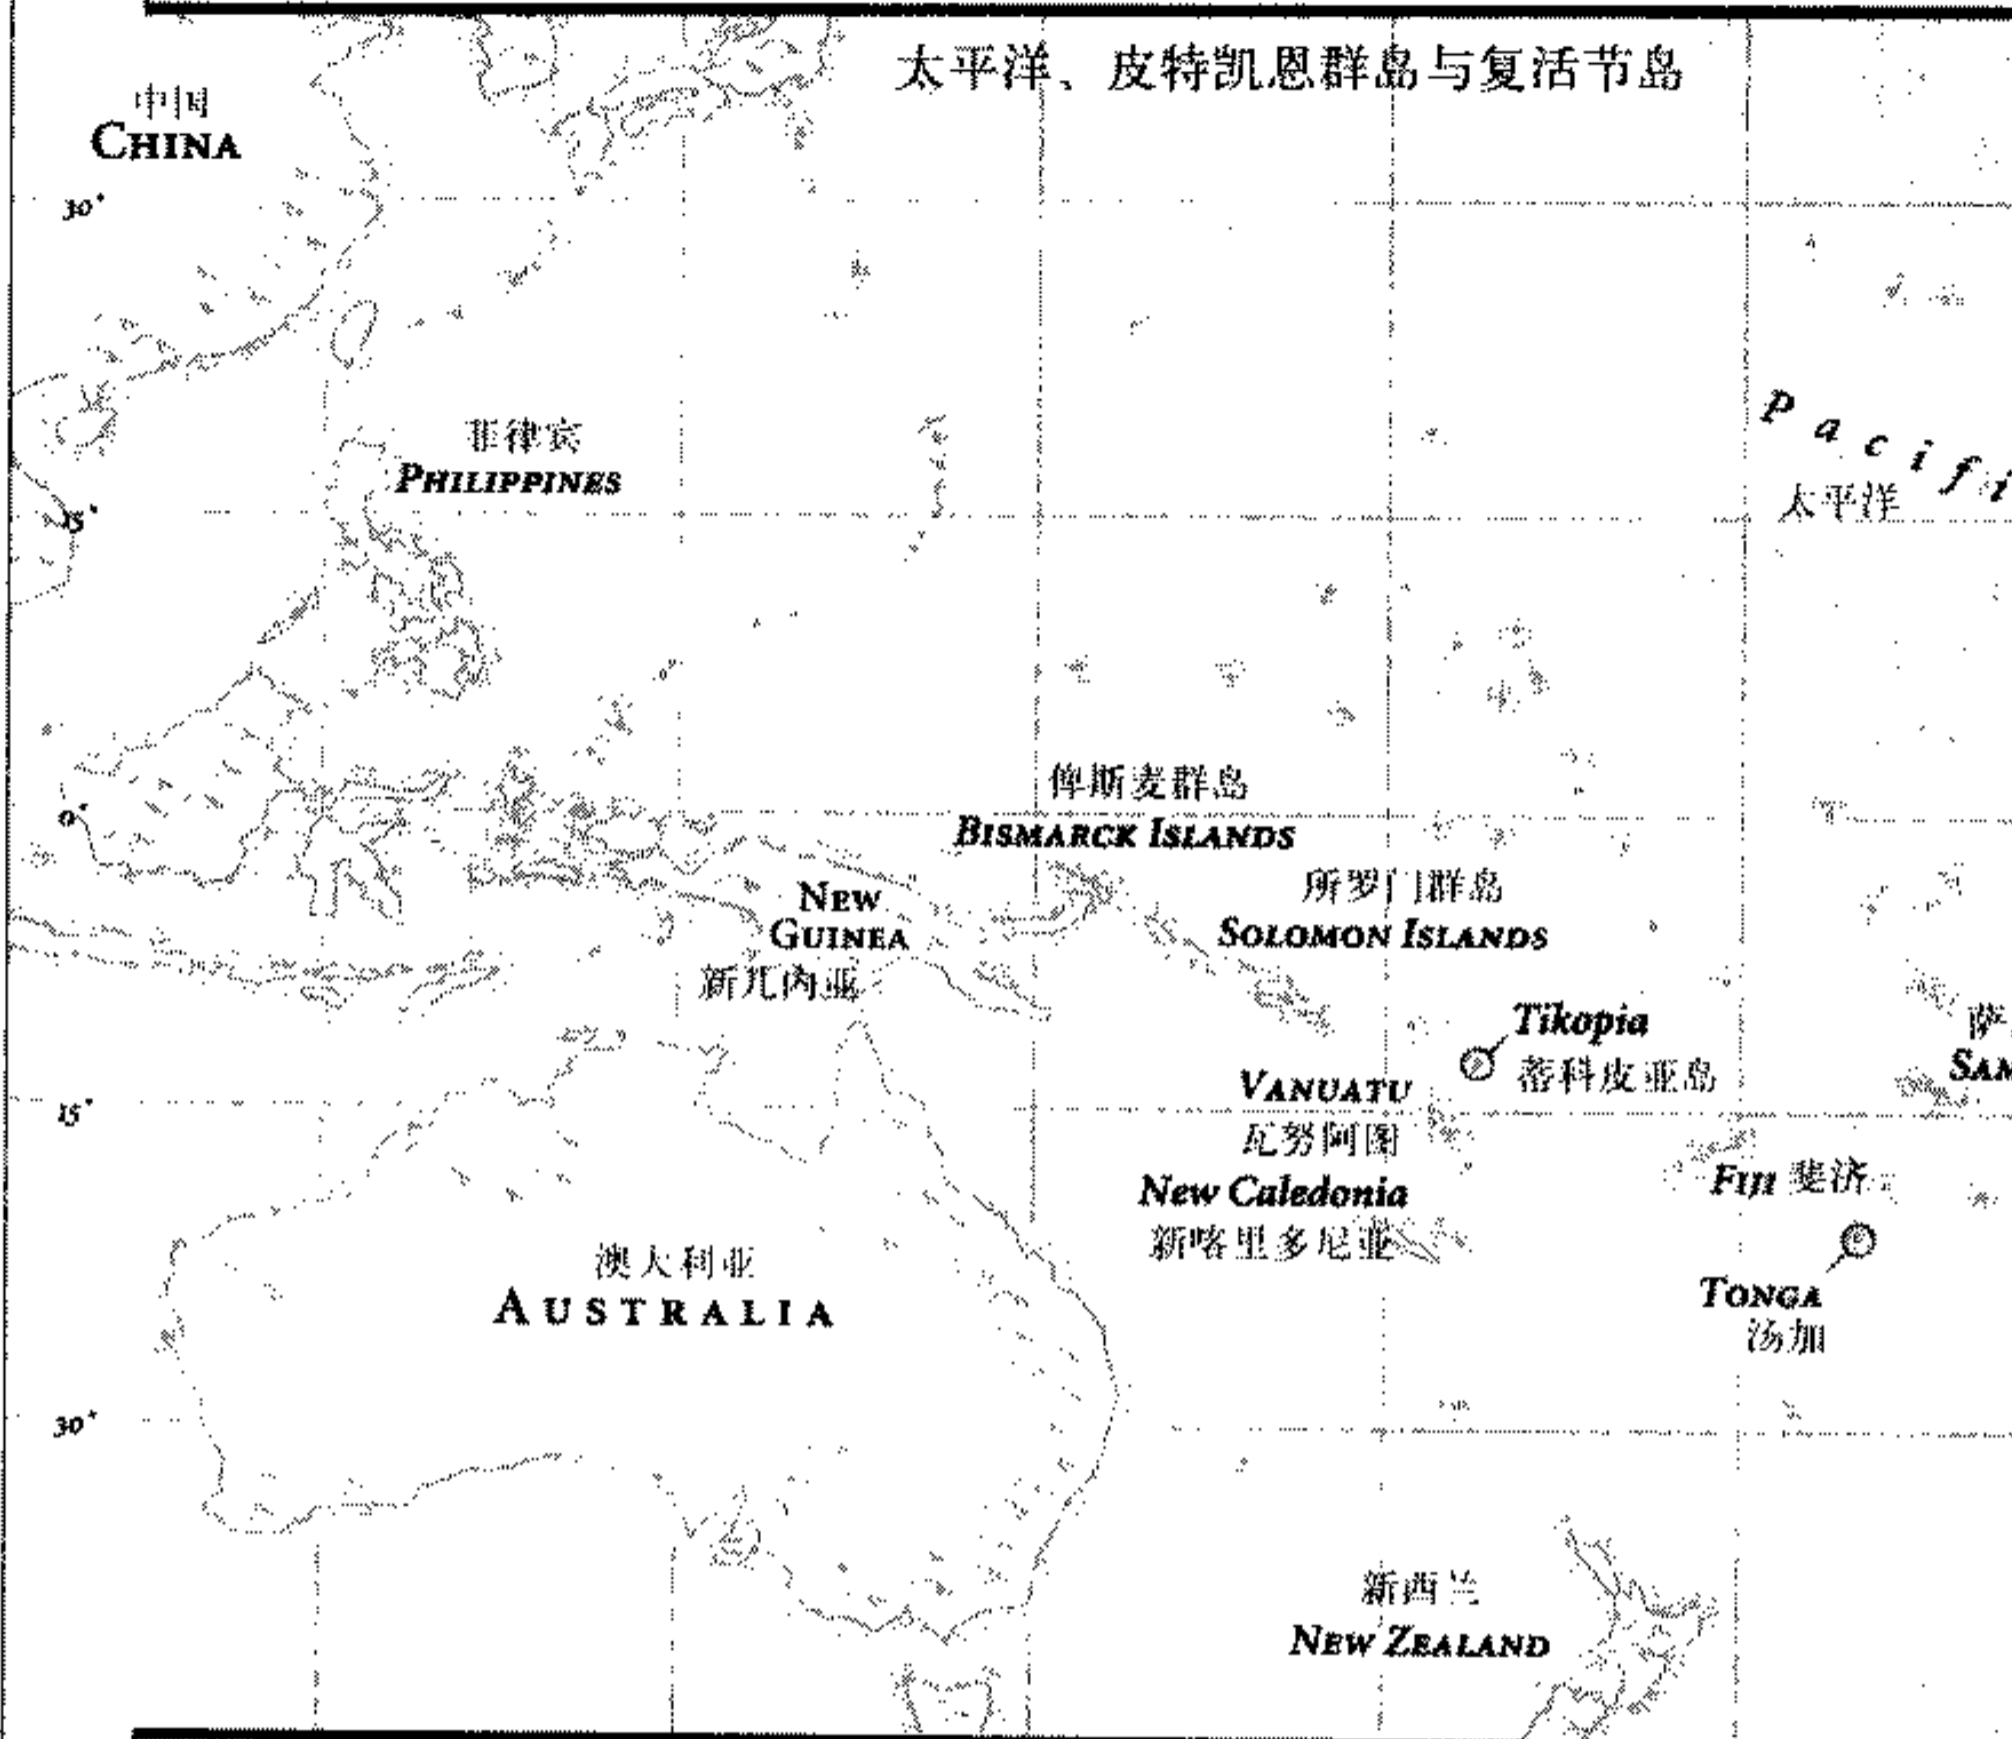 太平洋、皮特凯恩群岛与复活节岛
中国
CHINA
30°
菲律宾
PHILIPPINES
15°
Pacifi
太平洋
俾斯麦群岛
0°
BISMARCK ISLANDS
所罗门群岛
SOLOMON ISLANDS
NEW
GUINEA
新几内亚
Tikopia
蒂科皮亚岛
萨
SAM
VANUATU
瓦努阿图
15°
FIJI 斐济
New Caledonia
新喀里多尼亚
澳大利亚
AUSTRALIA
TONGA
汤加
30°
新西兰
NEW ZEALAND